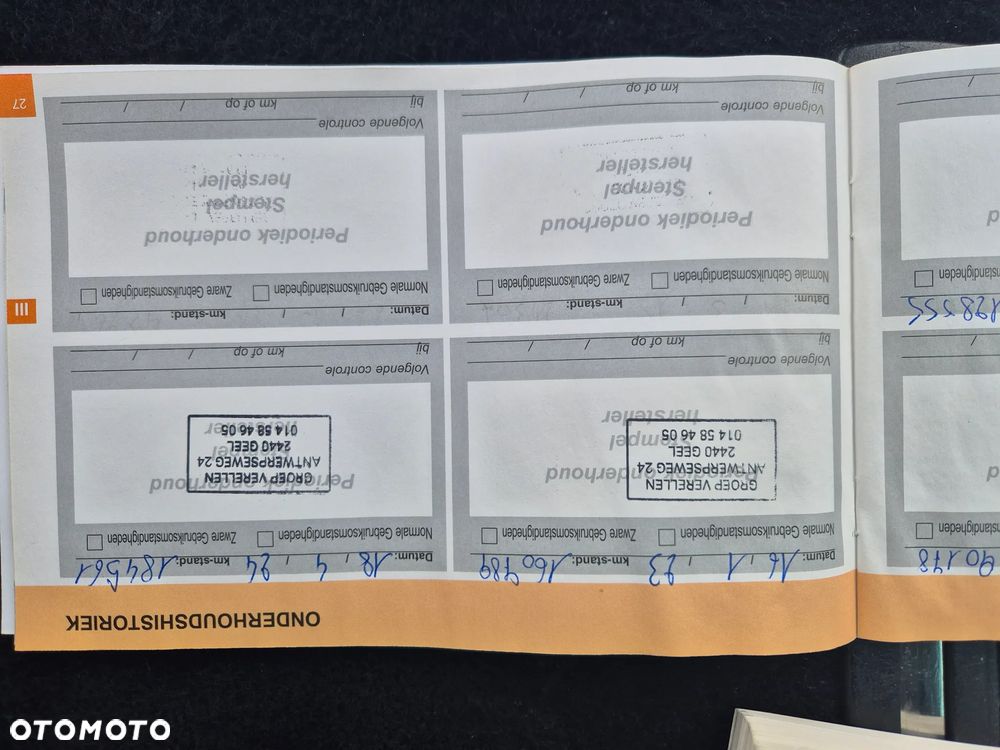 ONDERHOUDSHISTORIEK
90178
Datum: 16 / 1 / 23 km-stand: 160789
Normale Gebruiksomstandigheden Zware Gebruiksomstandigheden
Periodiek onderhoud
Stempel
hersteller
GROEP VERELLEN
ANTWERPSEWEG 24
2440 GEEL
014 58 46 05
Volgende controle
bij / / km of op
Datum: 18 / 4 / 24 km-stand: 184561
Normale Gebruiksomstandigheden Zware Gebruiksomstandigheden
Periodiek onderhoud
hersteller
GROEP VERELLEN
ANTWERPSEWEG 24
2440 GEEL
014 58 46 05
Volgende controle
bij / / km of op
Datum: / / km-stand:
Normale Gebruiksomstandigheden Zware Gebruiksomstandigheden
Periodiek onderhoud
Stempel
hersteller
Volgende controle
bij / / km of op
Datum: / / km-stand:
Normale Gebruiksomstandigheden Zware Gebruiksomstandigheden
Periodiek onderhoud
Stempel
hersteller
Volgende controle
bij / / km of op
III
27
OTOMOTO